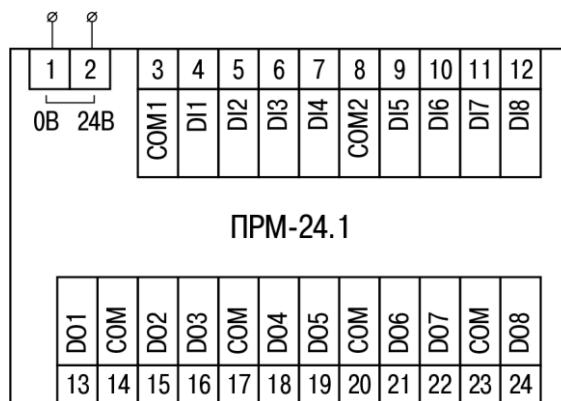 1 2 3 4 5 6 7 8 9 10 11 12
0В 24В COM1 DI1 DI2 DI3 DI4 COM2 DI5 DI6 DI7 DI8
ПРМ-24.1
DO1 COM DO2 DO3 COM DO4 DO5 COM DO6 DO7 COM DO8
13 14 15 16 17 18 19 20 21 22 23 24